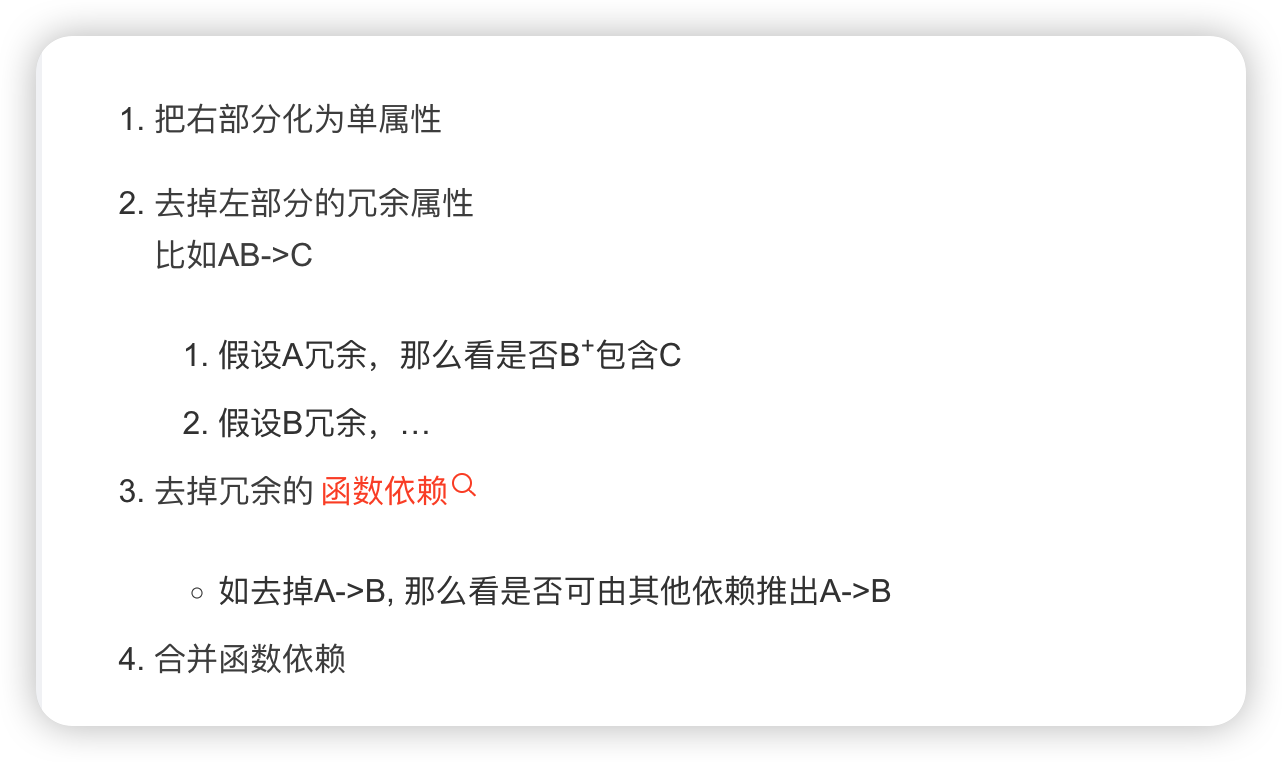 1. 把右部分化为单属性
2. 去掉左部分的冗余属性
比如AB->C
1. 假设A冗余，那么看是否B⁺包含C
2. 假设B冗余，…
3. 去掉冗余的 函数依赖
◦ 如去掉A->B, 那么看是否可由其他依赖推出A->B
4. 合并函数依赖